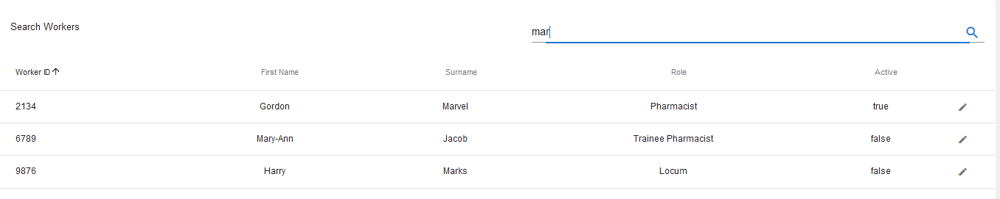 Search Workers
mar
Worker ID First Name Surname Role Active
2134 Gordon Marvel Pharmacist true
6789 Mary-Ann Jacob Trainee Pharmacist false
9876 Harry Marks Locum false